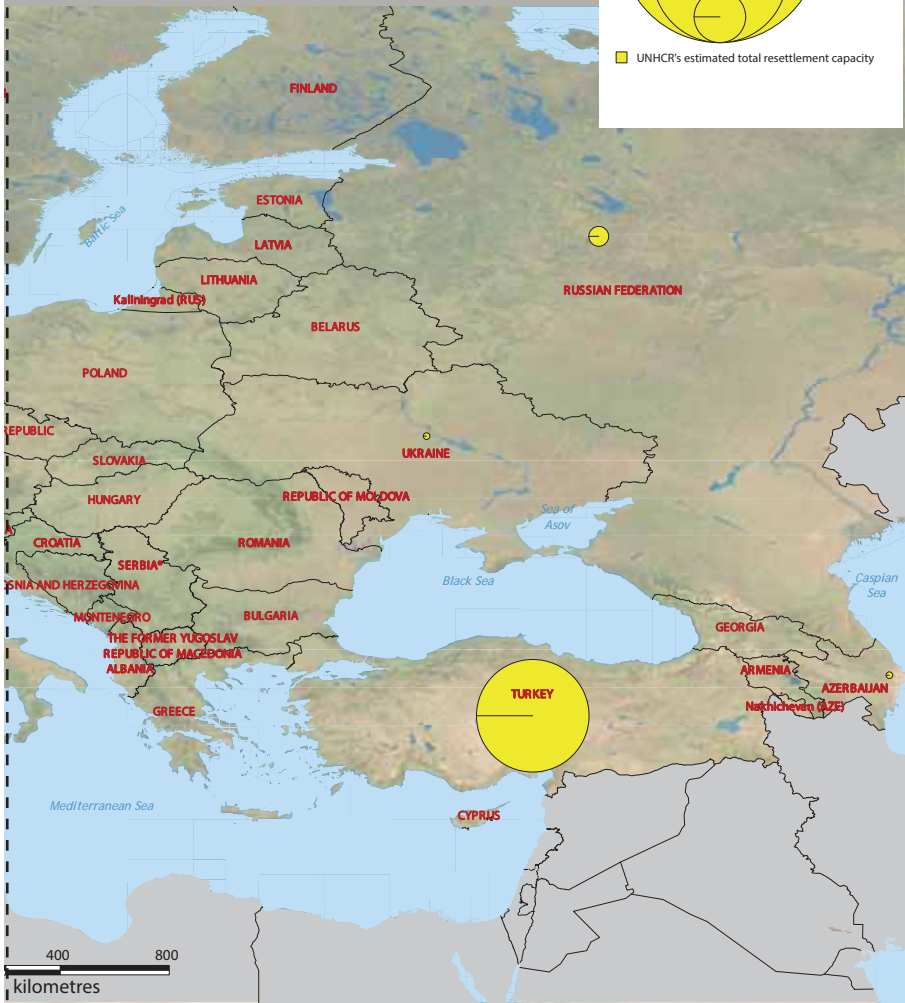 UNHCR's estimated total resettlement capacity
FINLAND
Baltic Sea
ESTONIA
LATVIA
LITHUANIA
Kaliningrad (RUS)
RUSSIAN FEDERATION
BELARUS
POLAND
REPUBLIC
SLOVAKIA
UKRAINE
HUNGARY
REPUBLIC OF MOLDOVA
Sea of
Asov
CROATIA
ROMANIA
SERBIA*
Black Sea
Caspian
Sea
SNIA AND HERZEGOVINA
MONTENEGRO
BULGARIA
GEORGIA
THE FORMER YUGOSLAV
REPUBLIC OF MACEDONIA
ALBANIA
ARMENIA
AZERBAIJAN
TURKEY
Nakhichevan (AZE)
GREECE
Mediterranean Sea
CYPRUS
400 800
kilometres